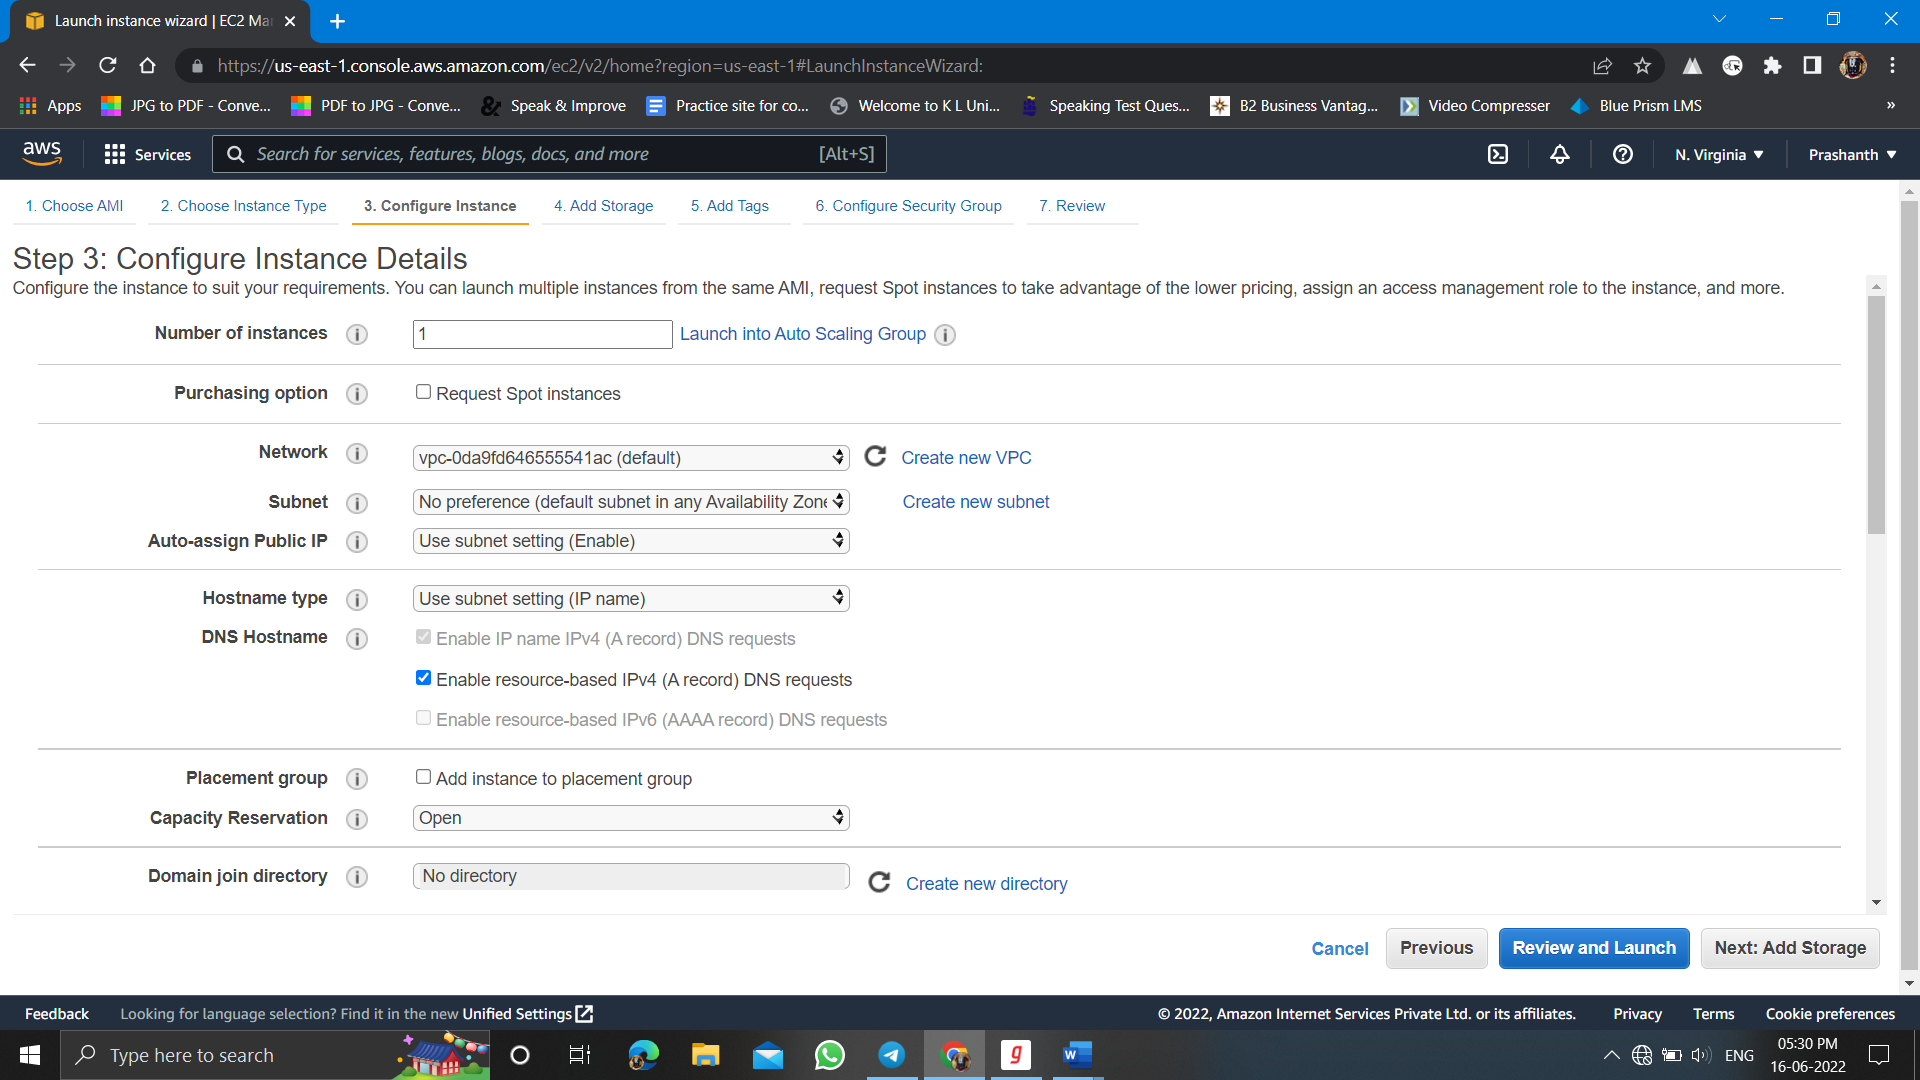 Launch instance wizard | EC2 Ma
https://us-east-1.console.aws.amazon.com/ec2/v2/home?region=us-east-1#LaunchInstanceWizard:
Apps JPG to PDF - Conve... PDF to JPG - Conve... Speak & Improve Practice site for co... Welcome to K L Uni... Speaking Test Ques... B2 Business Vantag... Video Compresser Blue Prism LMS »
aws Services Search for services, features, blogs, docs, and more [Alt+S] N. Virginia Prashanth
1. Choose AMI 2. Choose Instance Type 3. Configure Instance 4. Add Storage 5. Add Tags 6. Configure Security Group 7. Review
Step 3: Configure Instance Details
Configure the instance to suit your requirements. You can launch multiple instances from the same AMI, request Spot instances to take advantage of the lower pricing, assign an access management role to the instance, and more.
Number of instances 1 Launch into Auto Scaling Group
Purchasing option Request Spot instances
Network vpc-0da9fd646555541ac (default) Create new VPC
Subnet No preference (default subnet in any Availability Zone Create new subnet
Auto-assign Public IP Use subnet setting (Enable)
Hostname type Use subnet setting (IP name)
DNS Hostname Enable IP name IPv4 (A record) DNS requests
Enable resource-based IPv4 (A record) DNS requests
Enable resource-based IPv6 (AAAA record) DNS requests
Placement group Add instance to placement group
Capacity Reservation Open
Domain join directory No directory Create new directory
Cancel Previous Review and Launch Next: Add Storage
Feedback Looking for language selection? Find it in the new Unified Settings © 2022, Amazon Internet Services Private Ltd. or its affiliates. Privacy Terms Cookie preferences
Type here to search ENG 05:30 PM
16-06-2022